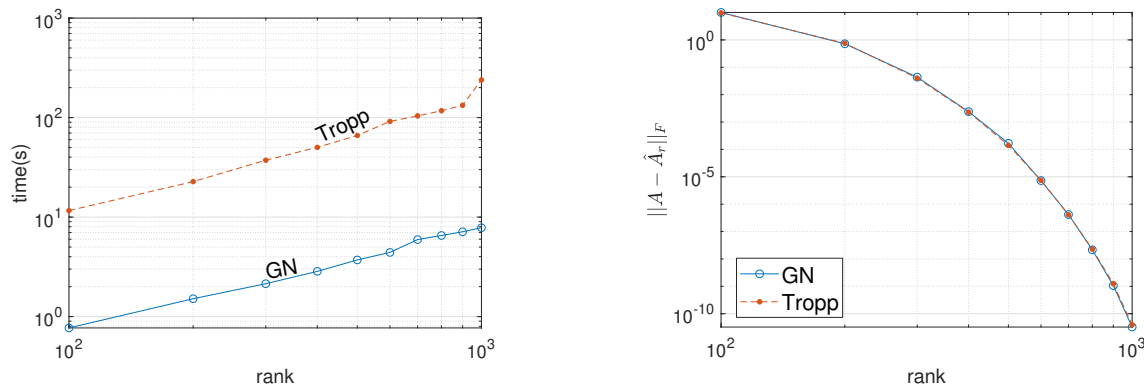 10^3
10^2
10^1
10^0
time(s)
Tropp
GN
10^2
10^3
rank
10^0
10^-5
10^-10
||A − Â_r||_F
GN
Tropp
10^2
10^3
rank